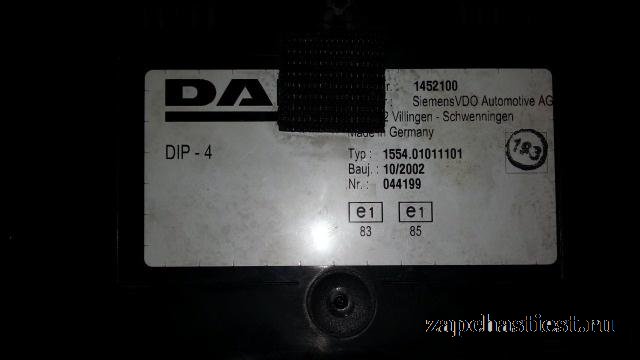 DA
r. 1452100
r : SiemensVDO Automotive AG
2 Villingen - Schwenningen
Made in Germany
DIP - 4
Typ : 1554.01011101
Bauj. : 10/2002
Nr. : 044199
e1 e1
83 85
193
zapchastiest.ru